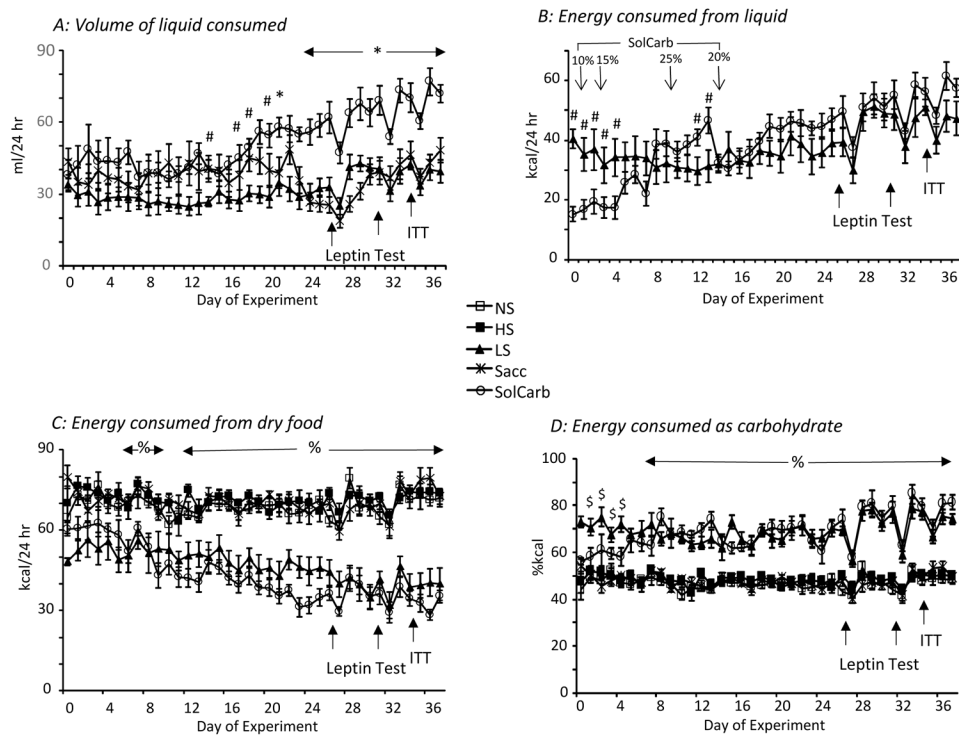 A: Volume of liquid consumed
90
60
30
0
ml/24 hr
# # # # * *
Leptin Test
ITT
0 4 8 12 16 20 24 28 32 36
Day of Experiment
B: Energy consumed from liquid
SolCarb
10% 15% 25% 20%
60
40
20
0
kcal/24 hr
# # # # # # #
Leptin Test
ITT
0 4 8 12 16 20 24 28 32 36
Day of Experiment
NS
HS
LS
Sacc
SolCarb
C: Energy consumed from dry food
90
60
30
0
kcal/24 hr
% %
Leptin Test
ITT
0 4 8 12 16 20 24 28 32 36
Day of Experiment
D: Energy consumed as carbohydrate
100
80
60
40
20
0
%kcal
%
$ $ $ $
Leptin Test
ITT
0 4 8 12 16 20 24 28 32 36
Day of Experiment